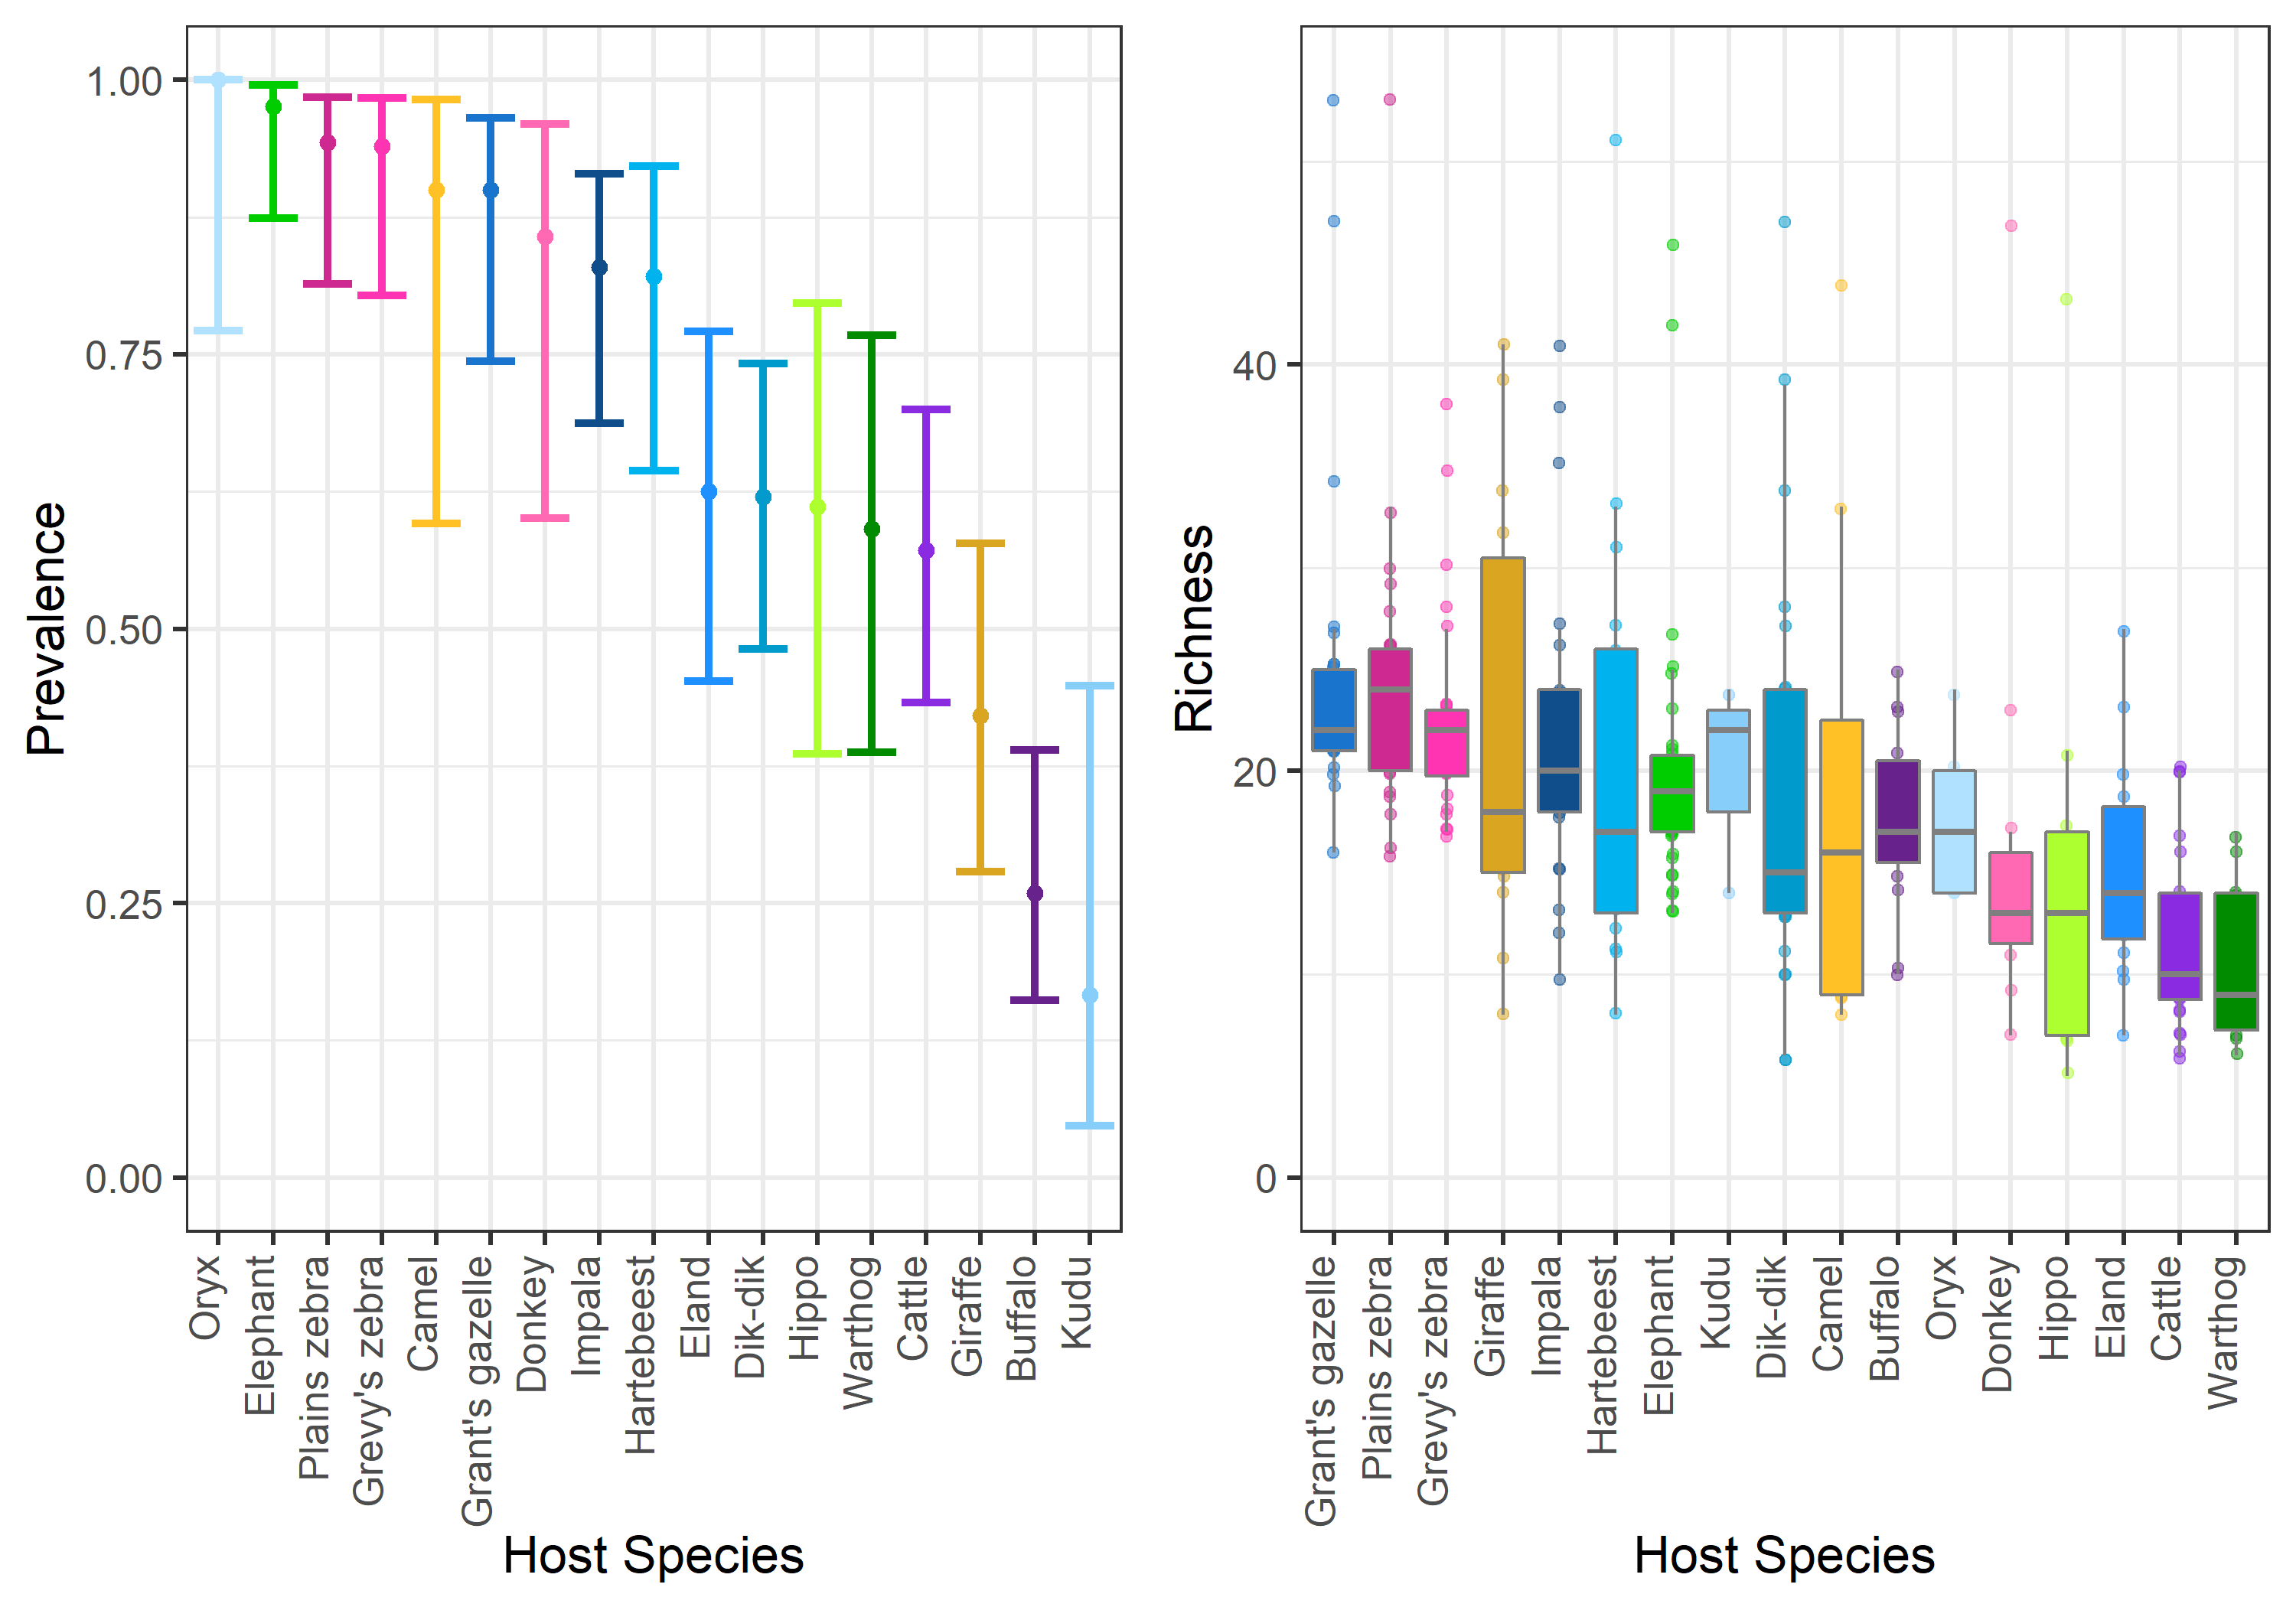 Prevalence
1.00
0.75
0.50
0.25
0.00
Oryx
Elephant
Plains zebra
Grevy's zebra
Camel
Grant's gazelle
Donkey
Impala
Hartebeest
Eland
Dik-dik
Hippo
Warthog
Cattle
Giraffe
Buffalo
Kudu
Host Species
Richness
40
20
0
Grant's gazelle
Plains zebra
Grevy's zebra
Giraffe
Impala
Hartebeest
Elephant
Kudu
Dik-dik
Camel
Buffalo
Oryx
Donkey
Hippo
Eland
Cattle
Warthog
Host Species